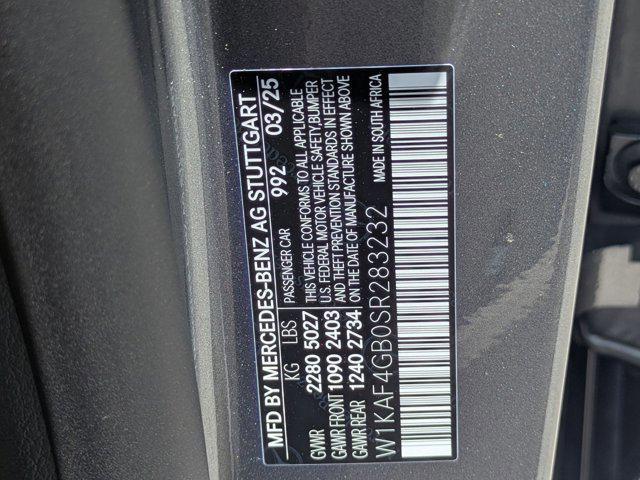 MFD BY MERCEDES-BENZ AG STUTTGART
992 03/25
KG LBS PASSENGER CAR
GVWR 2280 5027
GAWR FRONT 1090 2403
GAWR REAR 1240 2734
THIS VEHICLE CONFORMS TO ALL APPLICABLE
U.S. FEDERAL MOTOR VEHICLE SAFETY,BUMPER
AND THEFT PREVENTION STANDARDS IN EFFECT
ON THE DATE OF MANUFACTURE SHOWN ABOVE
W1KAF4GB0SR283232
MADE IN SOUTH AFRICA